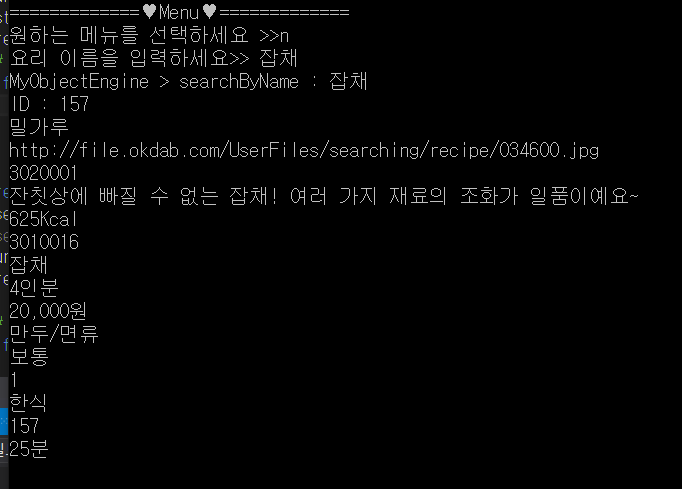 =============♥Menu♥=============
원하는 메뉴를 선택하세요 >>n
요리 이름을 입력하세요>> 잡채
MyObjectEngine > searchByName : 잡채
ID : 157
밀가루
http://file.okdab.com/UserFiles/searching/recipe/034600.jpg
3020001
잔칫상에 빠질 수 없는 잡채! 여러 가지 재료의 조화가 일품이예요~
625Kcal
3010016
잡채
4인분
20,000원
만두/면류
보통
1
한식
157
25분